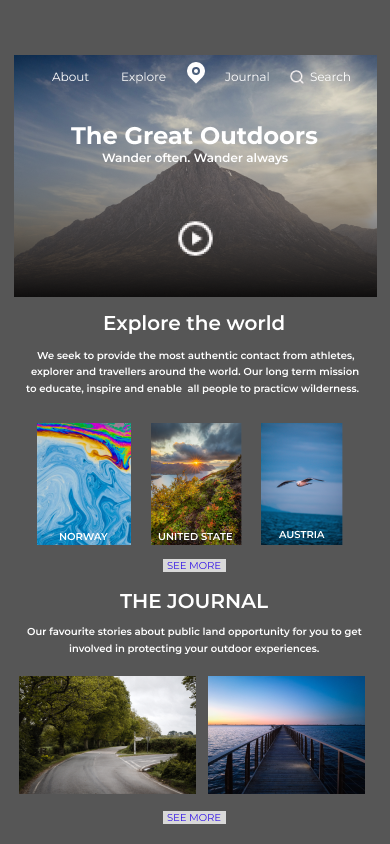 About Explore Journal Search
The Great Outdoors
Wander often. Wander always
Explore the world
We seek to provide the most authentic contact from athletes,
explorer and travellers around the world. Our long term mission
to educate, inspire and enable all people to practicw wilderness.
NORWAY UNITED STATE AUSTRIA
SEE MORE
THE JOURNAL
Our favourite stories about public land opportunity for you to get
involved in protecting your outdoor experiences.
SEE MORE